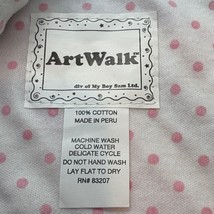 ArtWalk™
div of My Boy Sam Ltd.
100% COTTON
MADE IN PERU
MACHINE WASH
COLD WATER
DELICATE CYCLE
DO NOT HAND WASH
LAY FLAT TO DRY
RN# 83207